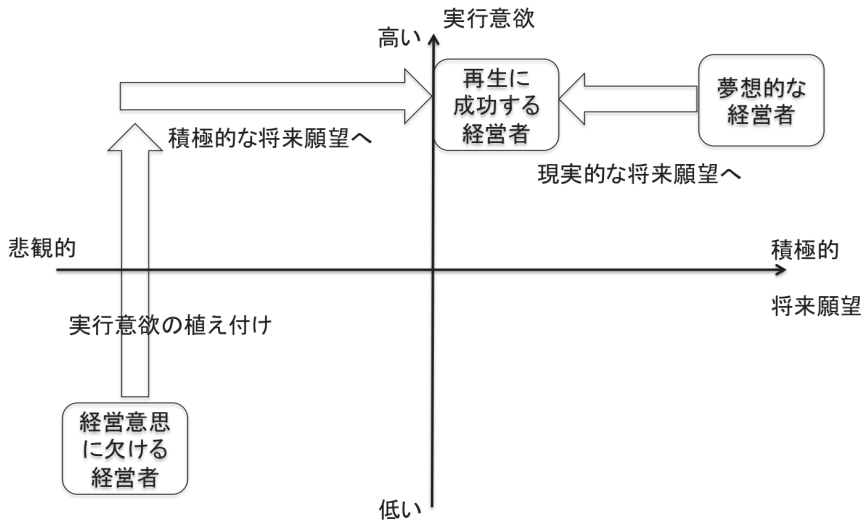 実行意欲
高い
再生に
成功する
経営者
夢想的な
経営者
積極的な将来願望へ
現実的な将来願望へ
悲観的
積極的
将来願望
実行意欲の植え付け
経営意思
に欠ける
経営者
低い